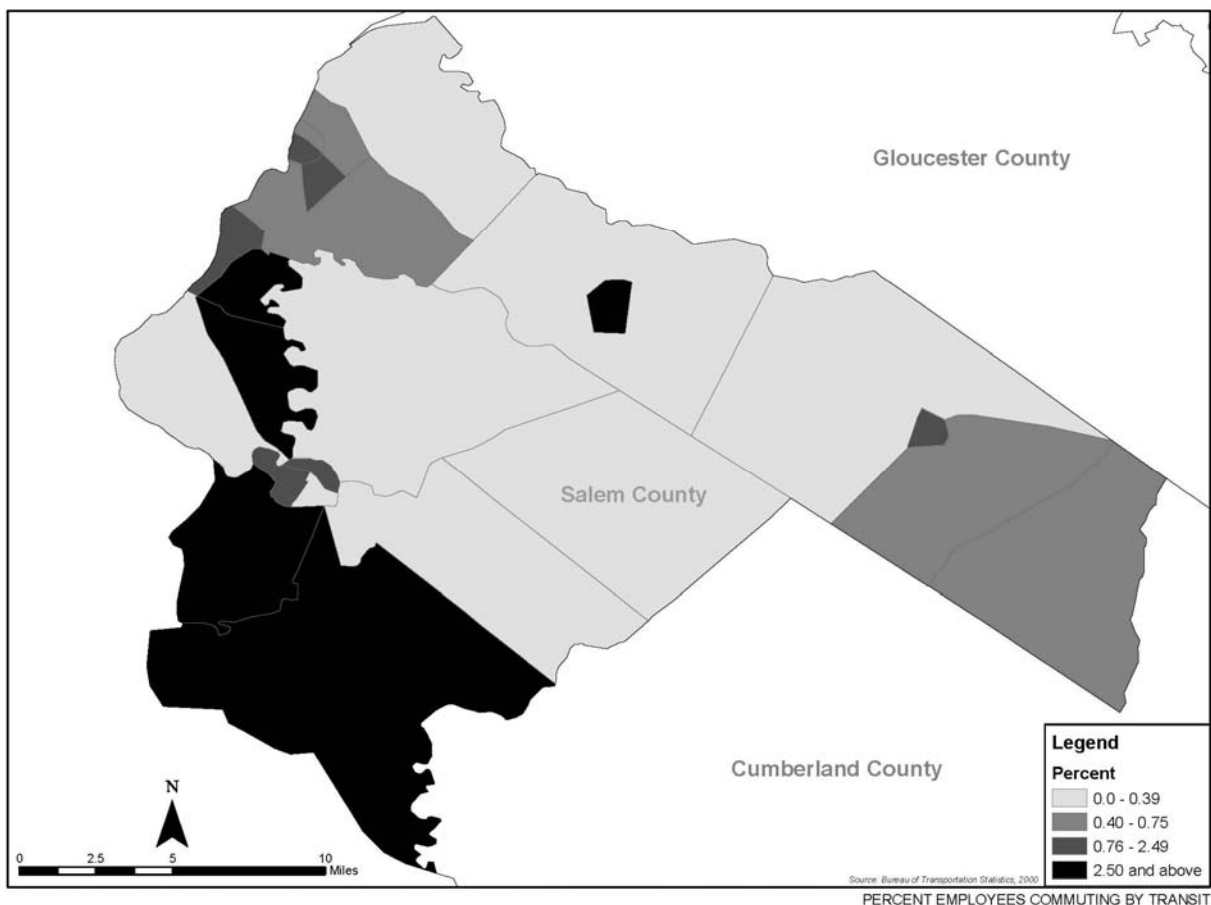 Gloucester County
Salem County
Cumberland County
Legend
Percent
0.0 - 0.39
0.40 - 0.75
0.76 - 2.49
2.50 and above
N
0 2.5 5 10
Miles
Source: Bureau of Transportation Statistics, 2000
PERCENT EMPLOYEES COMMUTING BY TRANSIT